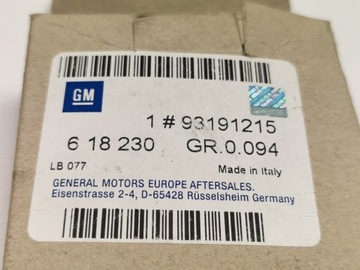 GM
1 # 93191215
6 18 230 GR.0.094
LB 077 Made in Italy
GENERAL MOTORS EUROPE AFTERSALES.
Eisenstrasse 2-4, D-65428 Rüsselsheim Germany